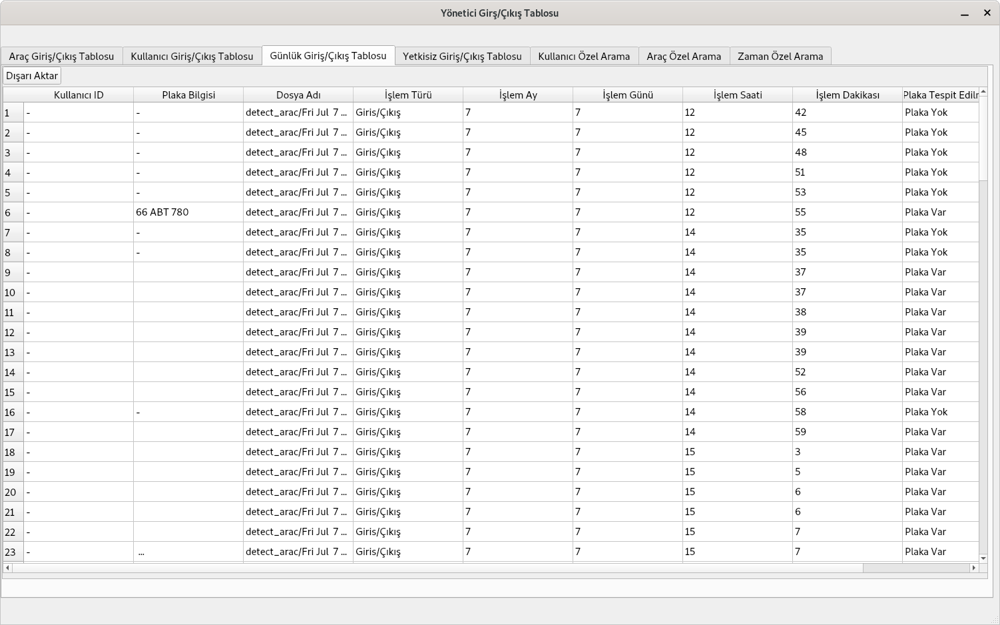 Yönetici Girş/Çıkış Tablosu
Araç Giriş/Çıkış Tablosu Kullanıcı Giriş/Çıkış Tablosu Günlük Giriş/Çıkış Tablosu Yetkisiz Giriş/Çıkış Tablosu Kullanıcı Özel Arama Araç Özel Arama Zaman Özel Arama
Dışarı Aktar
Kullanıcı ID Plaka Bilgisi Dosya Adı İşlem Türü İşlem Ay İşlem Günü İşlem Saati İşlem Dakikası Plaka Tespit Edilm
1 - - detect_arac/Fri Jul 7 ... Giris/Çıkış 7 7 12 42 Plaka Yok
2 - - detect_arac/Fri Jul 7 ... Giris/Çıkış 7 7 12 45 Plaka Yok
3 - - detect_arac/Fri Jul 7 ... Giris/Çıkış 7 7 12 48 Plaka Yok
4 - - detect_arac/Fri Jul 7 ... Giris/Çıkış 7 7 12 51 Plaka Yok
5 - - detect_arac/Fri Jul 7 ... Giris/Çıkış 7 7 12 53 Plaka Yok
6 - 66 ABT 780 detect_arac/Fri Jul 7 ... Giris/Çıkış 7 7 12 55 Plaka Var
7 - - detect_arac/Fri Jul 7 ... Giris/Çıkış 7 7 14 35 Plaka Yok
8 - - detect_arac/Fri Jul 7 ... Giris/Çıkış 7 7 14 35 Plaka Yok
9 - detect_arac/Fri Jul 7 ... Giris/Çıkış 7 7 14 37 Plaka Var
10 - detect_arac/Fri Jul 7 ... Giris/Çıkış 7 7 14 37 Plaka Var
11 - detect_arac/Fri Jul 7 ... Giris/Çıkış 7 7 14 38 Plaka Var
12 - detect_arac/Fri Jul 7 ... Giris/Çıkış 7 7 14 39 Plaka Var
13 - detect_arac/Fri Jul 7 ... Giris/Çıkış 7 7 14 39 Plaka Var
14 - detect_arac/Fri Jul 7 ... Giris/Çıkış 7 7 14 52 Plaka Var
15 - detect_arac/Fri Jul 7 ... Giris/Çıkış 7 7 14 56 Plaka Var
16 - - detect_arac/Fri Jul 7 ... Giris/Çıkış 7 7 14 58 Plaka Yok
17 - detect_arac/Fri Jul 7 ... Giris/Çıkış 7 7 14 59 Plaka Var
18 - detect_arac/Fri Jul 7 ... Giris/Çıkış 7 7 15 3 Plaka Var
19 - detect_arac/Fri Jul 7 ... Giris/Çıkış 7 7 15 5 Plaka Var
20 - detect_arac/Fri Jul 7 ... Giris/Çıkış 7 7 15 6 Plaka Var
21 - detect_arac/Fri Jul 7 ... Giris/Çıkış 7 7 15 6 Plaka Var
22 - detect_arac/Fri Jul 7 ... Giris/Çıkış 7 7 15 7 Plaka Var
23 - ... detect_arac/Fri Jul 7 ... Giris/Çıkış 7 7 15 7 Plaka Var